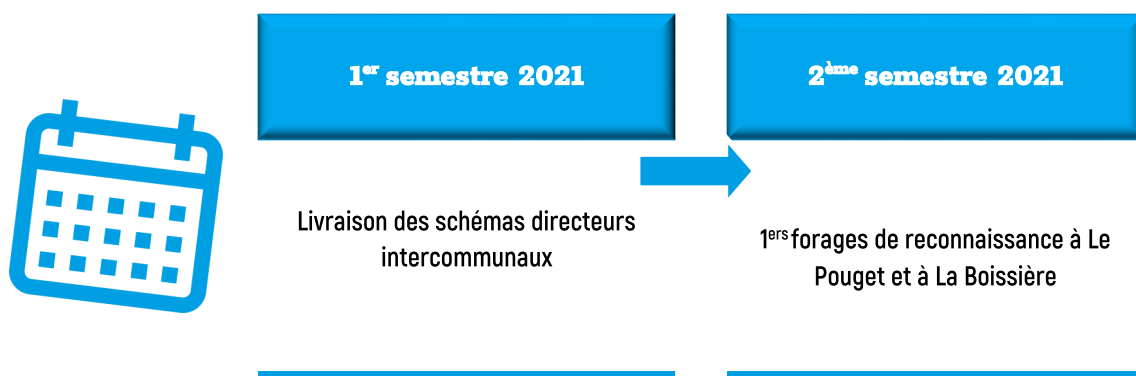 1er semestre 2021
2ème semestre 2021
Livraison des schémas directeurs
intercommunaux
1ers forages de reconnaissance à Le
Pouget et à La Boissière